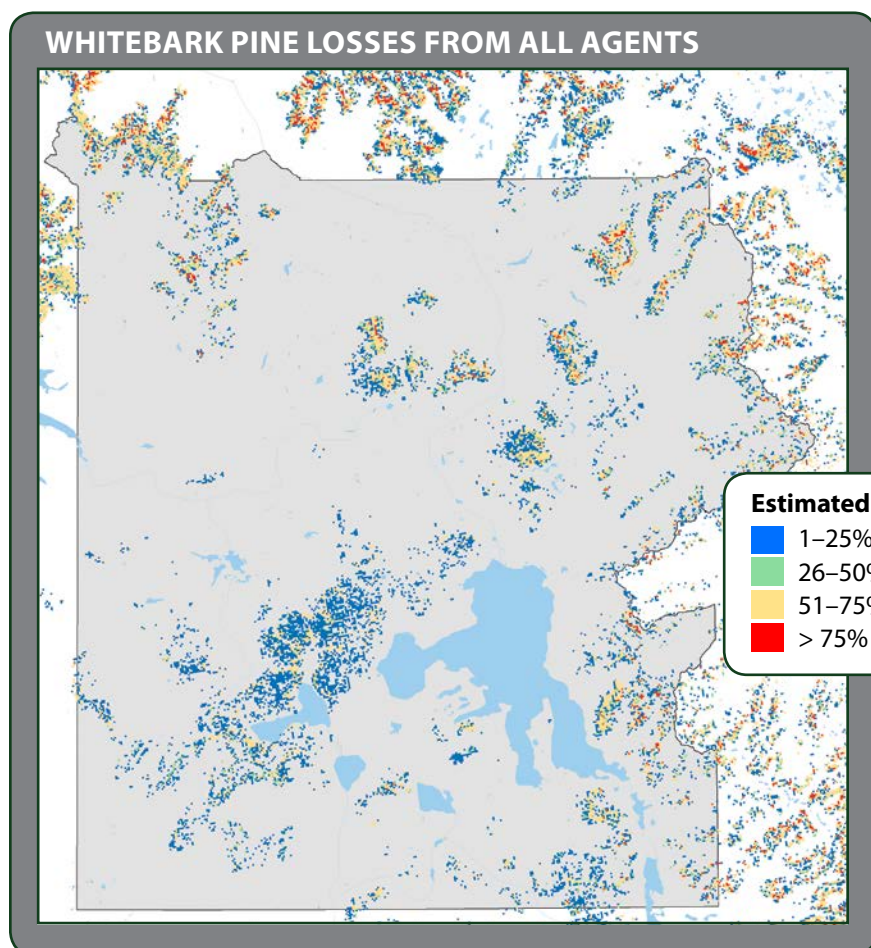 WHITEBARK PINE LOSSES FROM ALL AGENTS
Estimated
1–25%
26–50%
51–75%
> 75%